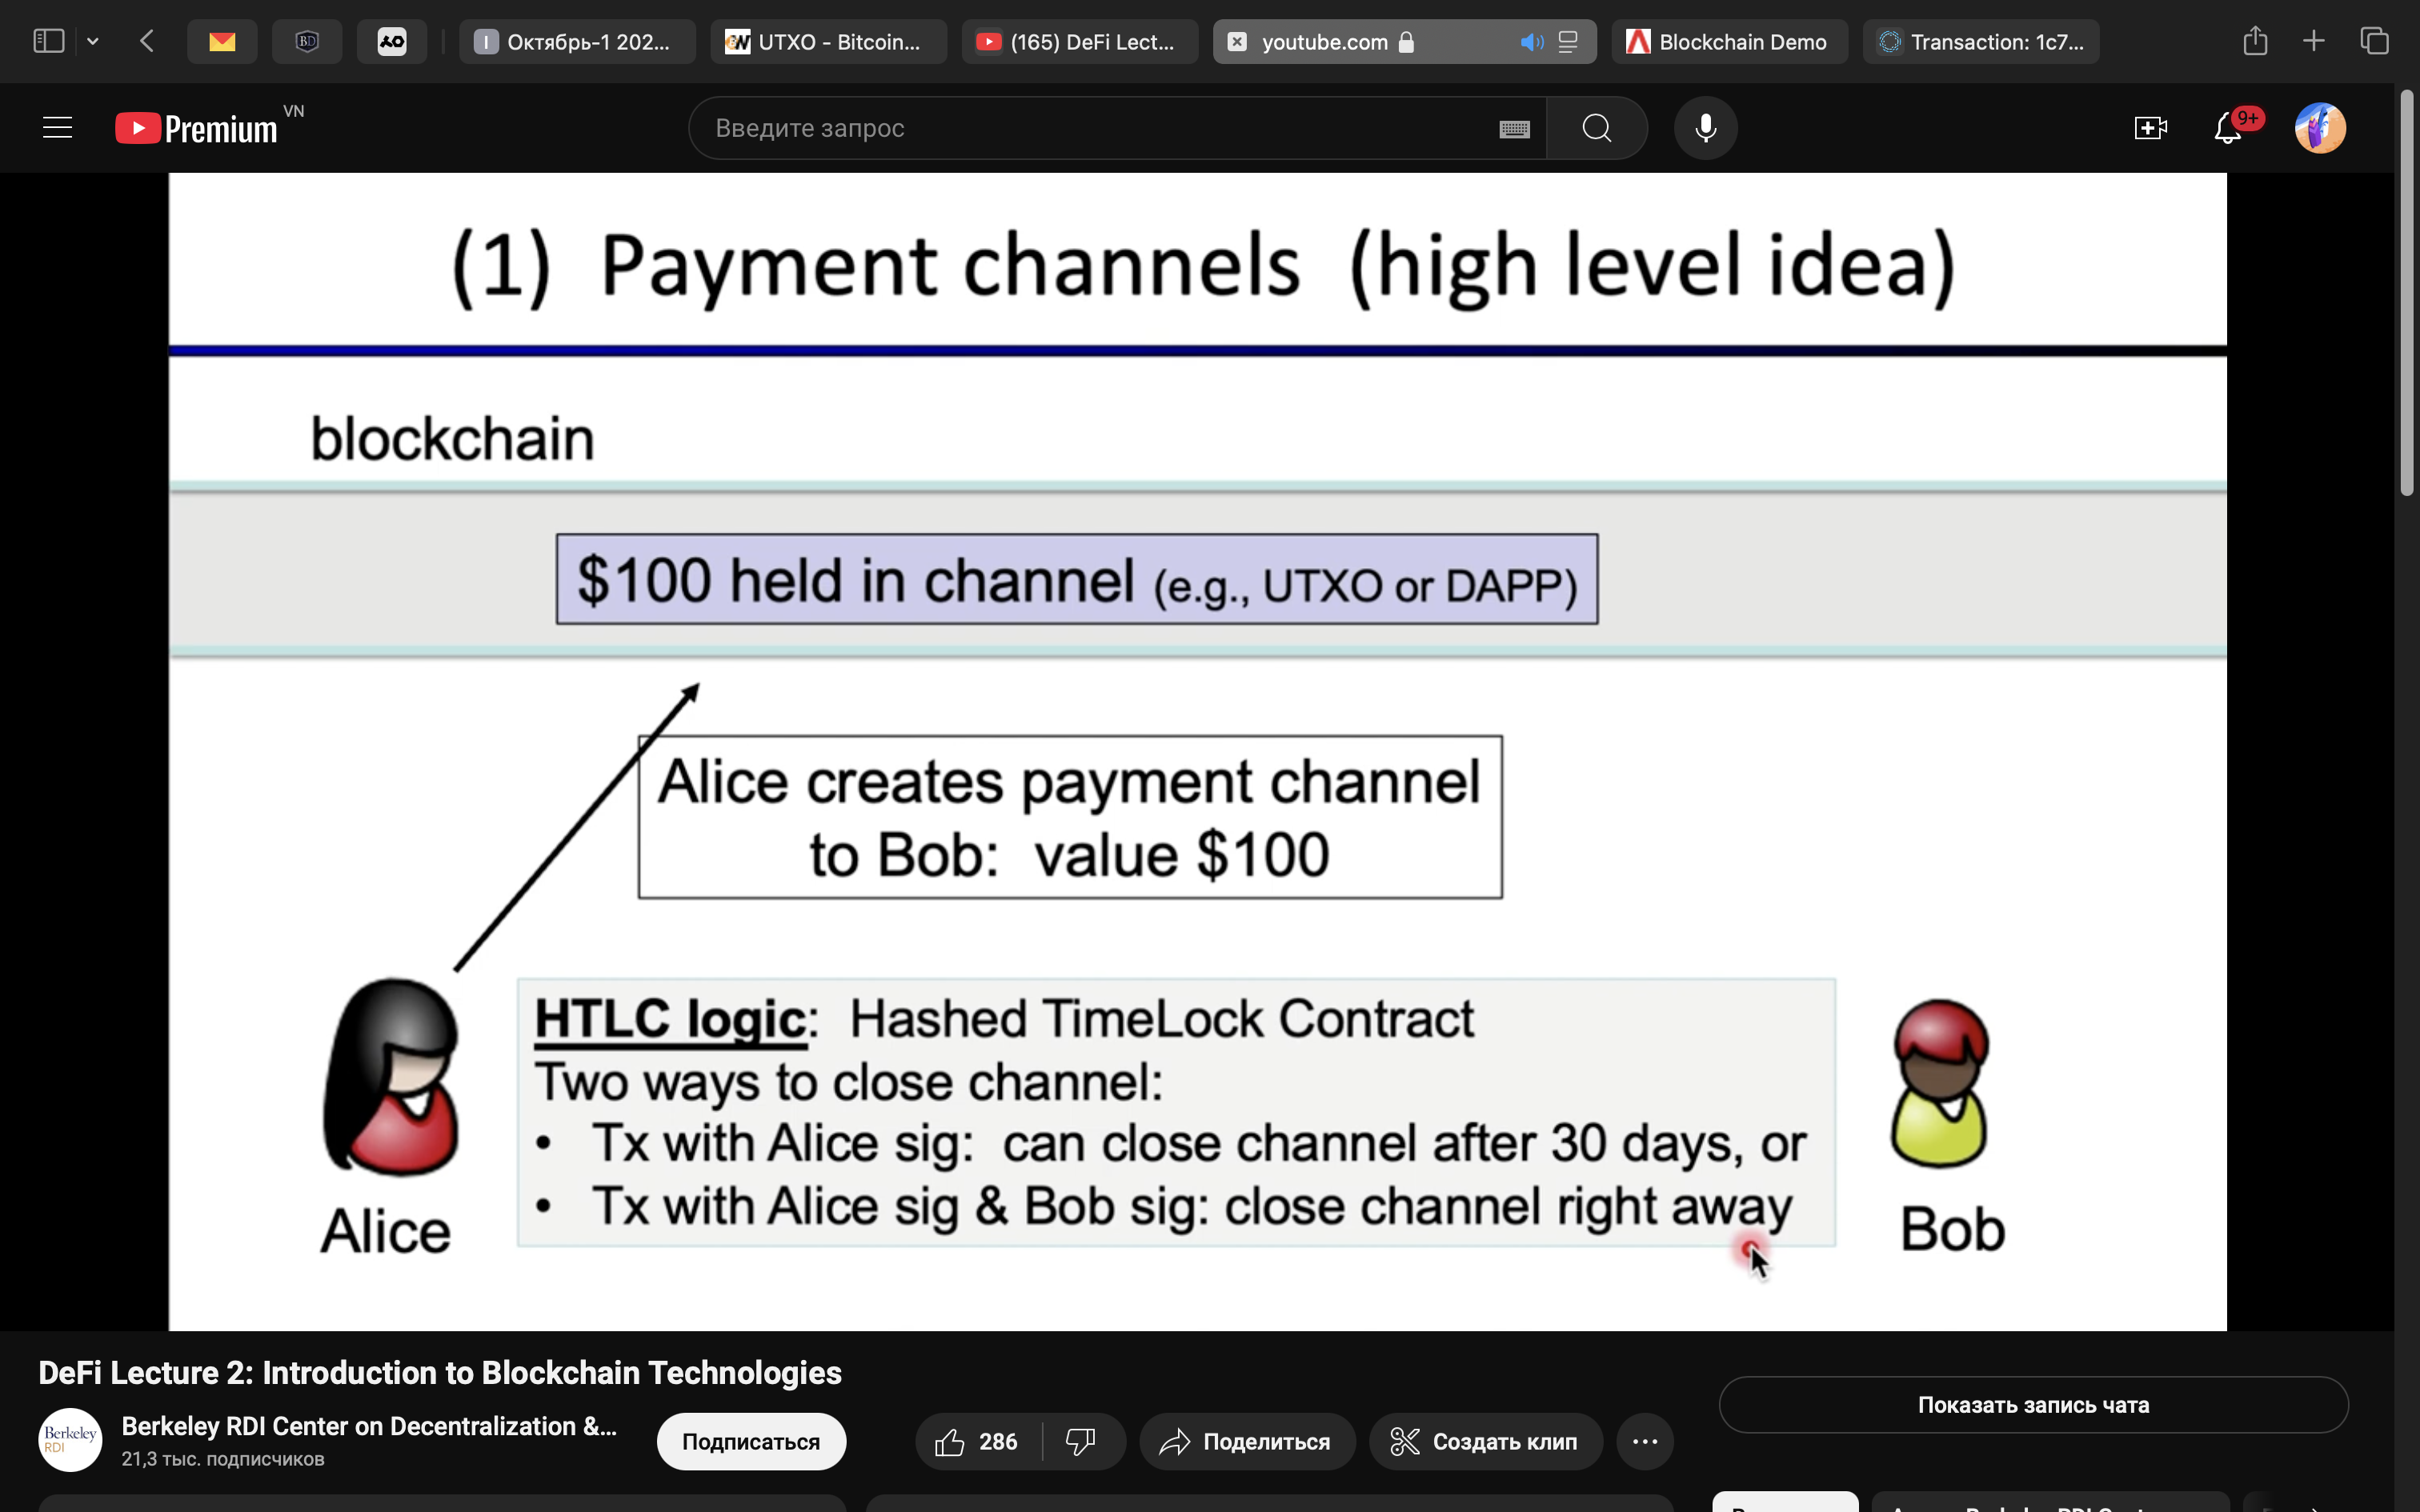 BD
Октябрь-1 202...
UTXO - Bitcoin...
(165) DeFi Lect...
youtube.com
Blockchain Demo
Transaction: 1c7...
Premium VN
Введите запрос
9+
(1) Payment channels (high level idea)
blockchain
$100 held in channel (e.g., UTXO or DAPP)
Alice creates payment channel
to Bob: value $100
HTLC logic: Hashed TimeLock Contract
Two ways to close channel:
• Tx with Alice sig: can close channel after 30 days, or
• Tx with Alice sig & Bob sig: close channel right away
Alice
Bob
DeFi Lecture 2: Introduction to Blockchain Technologies
Berkeley
RDI
Berkeley RDI Center on Decentralization &...
21,3 тыс. подписчиков
Подписаться
286
Поделиться
Создать клип
Показать запись чата